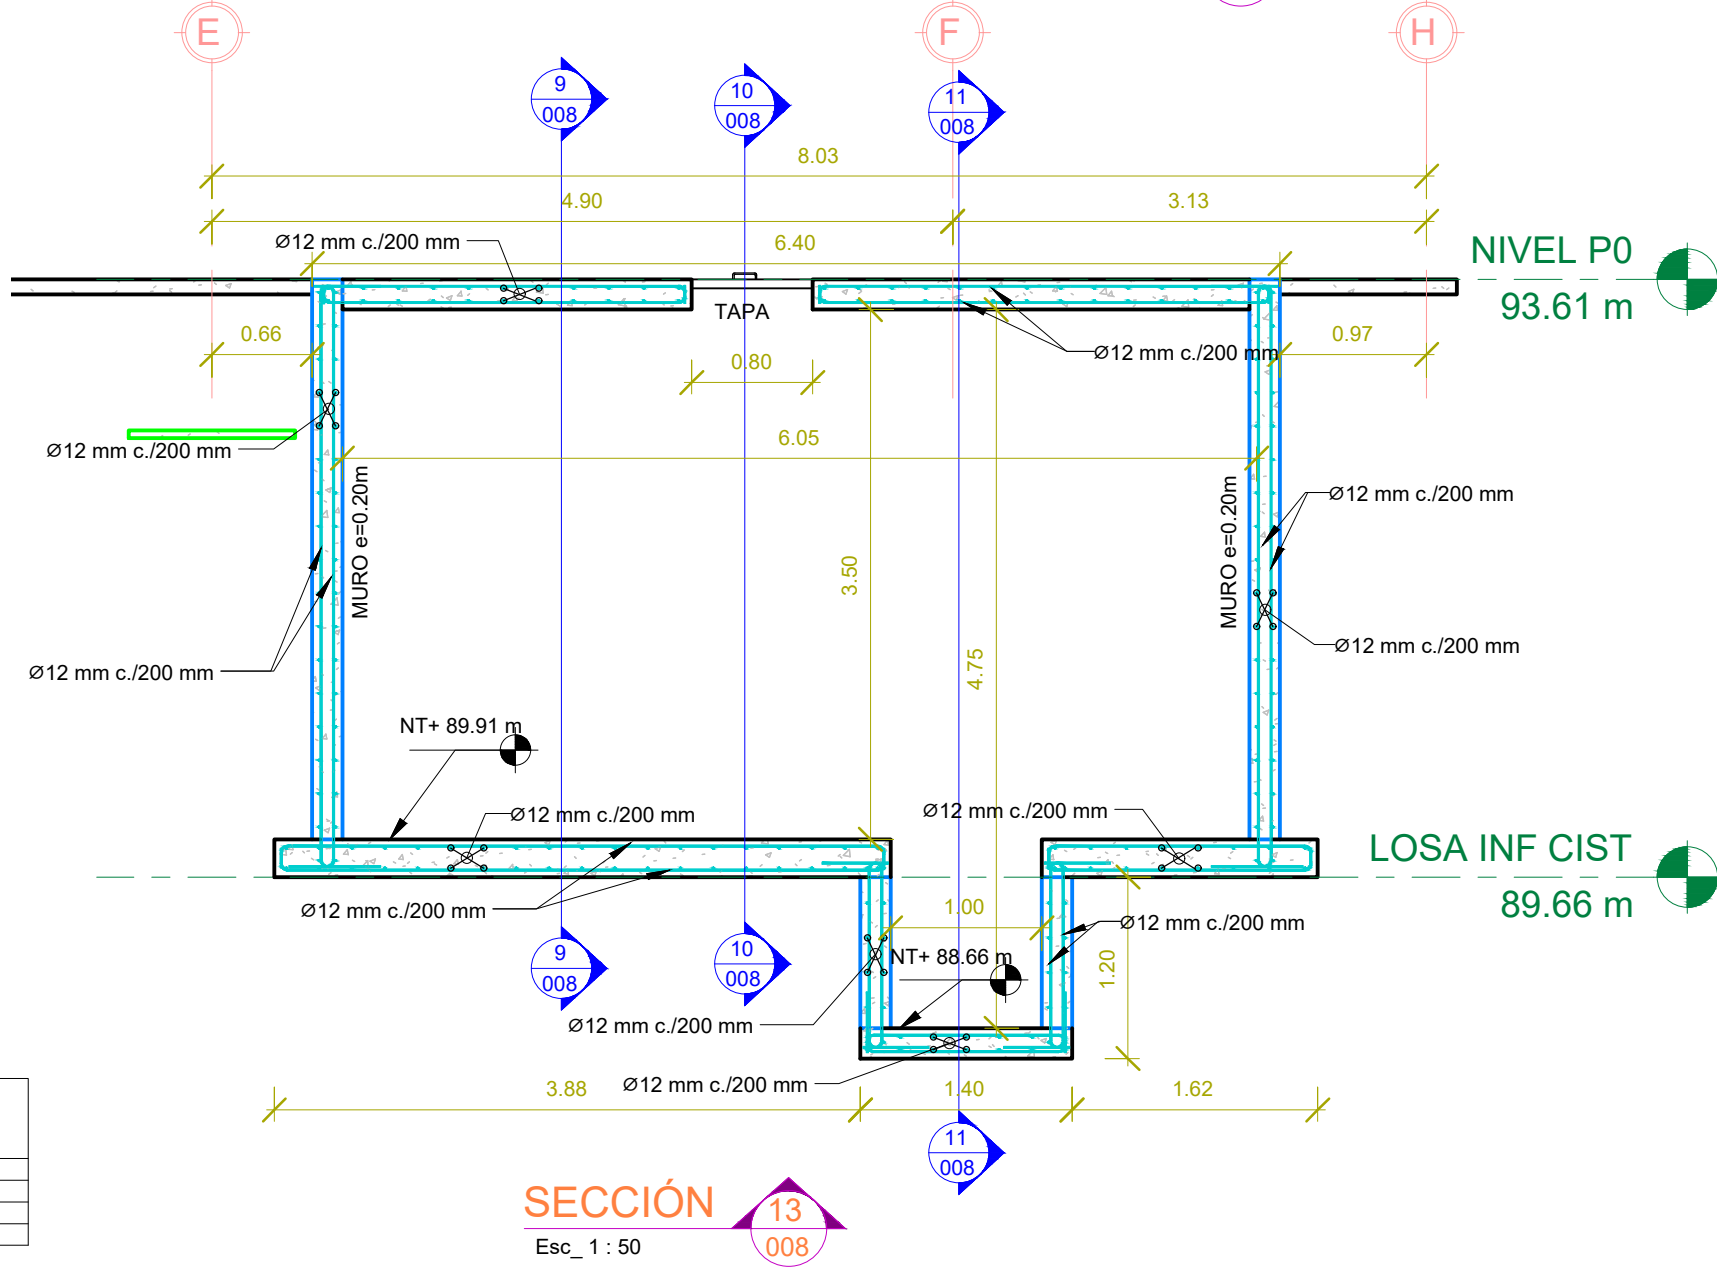 E
F
H
9
008
10
008
11
008
8.03
4.90
3.13
Ø12 mm c./200 mm
6.40
NIVEL P0
93.61 m
TAPA
0.66
0.97
Ø12 mm c./200 mm
0.80
6.05
Ø12 mm c./200 mm
MURO e=0.20m
MURO e=0.20m
Ø12 mm c./200 mm
3.50
4.75
Ø12 mm c./200 mm
Ø12 mm c./200 mm
NT+ 89.91 m
Ø12 mm c./200 mm
Ø12 mm c./200 mm
LOSA INF CIST
89.66 m
Ø12 mm c./200 mm
1.00
Ø12 mm c./200 mm
9
008
10
008
NT+ 88.66 m
1.20
Ø12 mm c./200 mm
Ø12 mm c./200 mm
3.88
1.40
1.62
11
008
SECCIÓN
13
008
Esc_ 1 : 50